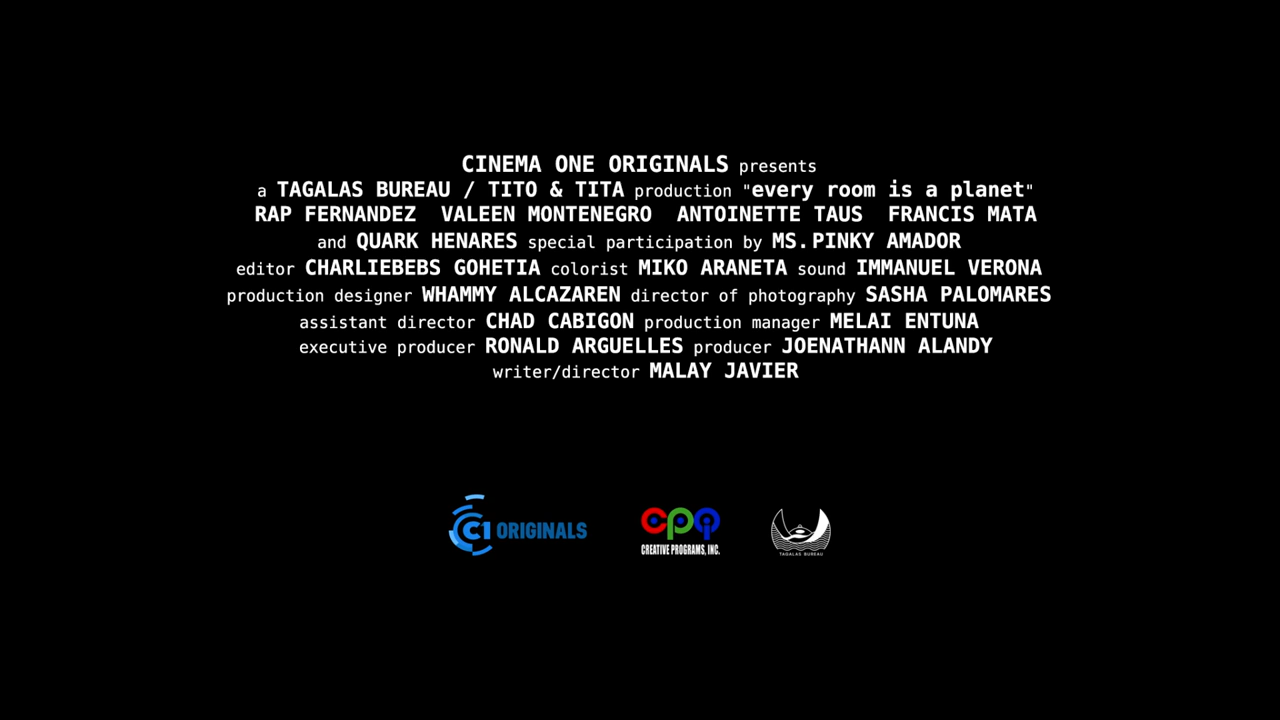 CINEMA ONE ORIGINALS presents
a TAGALAS BUREAU / TITO & TITA production "every room is a planet"
RAP FERNANDEZ VALEEN MONTENEGRO ANTOINETTE TAUS FRANCIS MATA
and QUARK HENARES special participation by MS.PINKY AMADOR
editor CHARLIEBEBS GOHETIA colorist MIKO ARANETA sound IMMANUEL VERONA
production designer WHAMMY ALCAZAREN director of photography SASHA PALOMARES
assistant director CHAD CABIGON production manager MELAI ENTUNA
executive producer RONALD ARGUELLES producer JOENATHANN ALANDY
writer/director MALAY JAVIER
C1 ORIGINALS
cpi
CREATIVE PROGRAMS, INC.
TAGALAS BUREAU